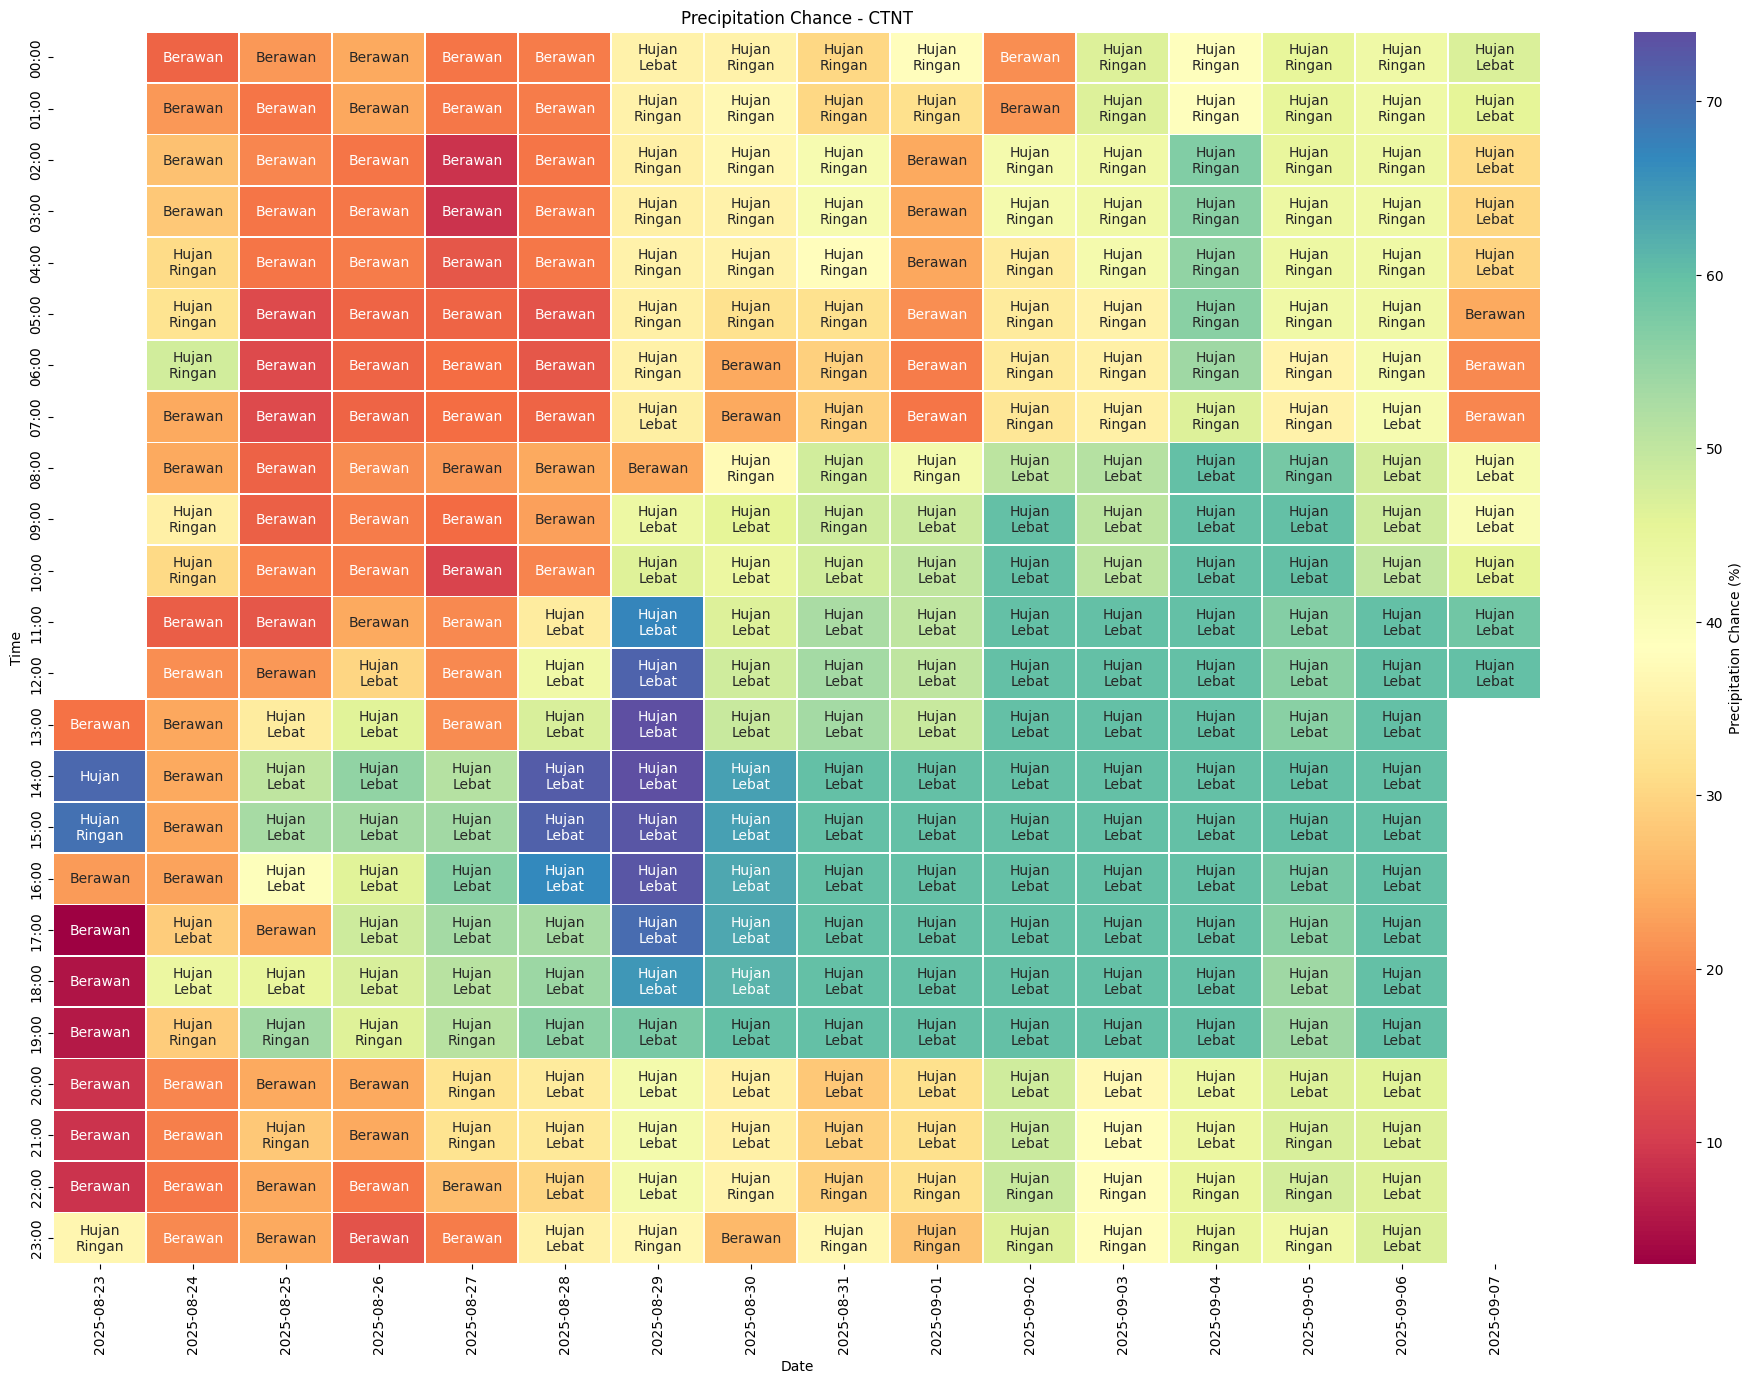 Precipitation Chance - CTNT
00:00 Berawan Berawan Berawan Berawan Berawan Hujan Lebat Hujan Ringan Hujan Ringan Hujan Ringan Berawan Hujan Ringan Hujan Ringan Hujan Ringan Hujan Ringan Hujan Lebat
01:00 Berawan Berawan Berawan Berawan Berawan Hujan Ringan Hujan Ringan Hujan Ringan Hujan Ringan Berawan Hujan Ringan Hujan Ringan Hujan Ringan Hujan Ringan Hujan Lebat
02:00 Berawan Berawan Berawan Berawan Berawan Hujan Ringan Hujan Ringan Hujan Ringan Berawan Hujan Ringan Hujan Ringan Hujan Ringan Hujan Ringan Hujan Ringan Hujan Lebat
03:00 Berawan Berawan Berawan Berawan Berawan Hujan Ringan Hujan Ringan Hujan Ringan Berawan Hujan Ringan Hujan Ringan Hujan Ringan Hujan Ringan Hujan Ringan Hujan Lebat
04:00 Hujan Ringan Berawan Berawan Berawan Berawan Hujan Ringan Hujan Ringan Hujan Ringan Berawan Hujan Ringan Hujan Ringan Hujan Ringan Hujan Ringan Hujan Ringan Hujan Lebat
05:00 Hujan Ringan Berawan Berawan Berawan Berawan Hujan Ringan Hujan Ringan Hujan Ringan Berawan Hujan Ringan Hujan Ringan Hujan Ringan Hujan Ringan Hujan Ringan Berawan
06:00 Hujan Ringan Berawan Berawan Berawan Berawan Hujan Ringan Berawan Hujan Ringan Berawan Hujan Ringan Hujan Ringan Hujan Ringan Hujan Ringan Hujan Ringan Berawan
07:00 Berawan Berawan Berawan Berawan Berawan Hujan Lebat Berawan Hujan Ringan Berawan Hujan Ringan Hujan Ringan Hujan Ringan Hujan Ringan Hujan Lebat Berawan
08:00 Berawan Berawan Berawan Berawan Berawan Berawan Hujan Ringan Hujan Ringan Hujan Ringan Hujan Lebat Hujan Lebat Hujan Lebat Hujan Ringan Hujan Lebat Hujan Lebat
09:00 Hujan Ringan Berawan Berawan Berawan Berawan Hujan Lebat Hujan Lebat Hujan Ringan Hujan Lebat Hujan Lebat Hujan Lebat Hujan Lebat Hujan Lebat Hujan Lebat Hujan Lebat
10:00 Hujan Ringan Berawan Berawan Berawan Berawan Hujan Lebat Hujan Lebat Hujan Lebat Hujan Lebat Hujan Lebat Hujan Lebat Hujan Lebat Hujan Lebat Hujan Lebat Hujan Lebat
11:00 Berawan Berawan Berawan Berawan Hujan Lebat Hujan Lebat Hujan Lebat Hujan Lebat Hujan Lebat Hujan Lebat Hujan Lebat Hujan Lebat Hujan Lebat Hujan Lebat Hujan Lebat
12:00 Berawan Berawan Hujan Lebat Berawan Hujan Lebat Hujan Lebat Hujan Lebat Hujan Lebat Hujan Lebat Hujan Lebat Hujan Lebat Hujan Lebat Hujan Lebat Hujan Lebat Hujan Lebat
13:00 Berawan Berawan Hujan Lebat Hujan Lebat Berawan Hujan Lebat Hujan Lebat Hujan Lebat Hujan Lebat Hujan Lebat Hujan Lebat Hujan Lebat Hujan Lebat Hujan Lebat Hujan Lebat
14:00 Hujan Berawan Hujan Lebat Hujan Lebat Hujan Lebat Hujan Lebat Hujan Lebat Hujan Lebat Hujan Lebat Hujan Lebat Hujan Lebat Hujan Lebat Hujan Lebat Hujan Lebat Hujan Lebat
15:00 Hujan Ringan Berawan Hujan Lebat Hujan Lebat Hujan Lebat Hujan Lebat Hujan Lebat Hujan Lebat Hujan Lebat Hujan Lebat Hujan Lebat Hujan Lebat Hujan Lebat Hujan Lebat Hujan Lebat
16:00 Berawan Berawan Hujan Lebat Hujan Lebat Hujan Lebat Hujan Lebat Hujan Lebat Hujan Lebat Hujan Lebat Hujan Lebat Hujan Lebat Hujan Lebat Hujan Lebat Hujan Lebat Hujan Lebat
17:00 Berawan Hujan Lebat Berawan Hujan Lebat Hujan Lebat Hujan Lebat Hujan Lebat Hujan Lebat Hujan Lebat Hujan Lebat Hujan Lebat Hujan Lebat Hujan Lebat Hujan Lebat Hujan Lebat
18:00 Berawan Hujan Lebat Hujan Lebat Hujan Lebat Hujan Lebat Hujan Lebat Hujan Lebat Hujan Lebat Hujan Lebat Hujan Lebat Hujan Lebat Hujan Lebat Hujan Lebat Hujan Lebat Hujan Lebat
19:00 Berawan Hujan Ringan Hujan Ringan Hujan Ringan Hujan Ringan Hujan Lebat Hujan Lebat Hujan Lebat Hujan Lebat Hujan Lebat Hujan Lebat Hujan Lebat Hujan Lebat Hujan Lebat Hujan Lebat
20:00 Berawan Berawan Berawan Berawan Hujan Ringan Hujan Lebat Hujan Lebat Hujan Lebat Hujan Lebat Hujan Lebat Hujan Lebat Hujan Lebat Hujan Lebat Hujan Lebat Hujan Lebat
21:00 Berawan Berawan Hujan Ringan Berawan Hujan Ringan Hujan Lebat Hujan Lebat Hujan Lebat Hujan Lebat Hujan Lebat Hujan Lebat Hujan Lebat Hujan Lebat Hujan Ringan Hujan Lebat
22:00 Berawan Berawan Berawan Berawan Berawan Hujan Lebat Hujan Lebat Hujan Ringan Hujan Ringan Hujan Ringan Hujan Ringan Hujan Ringan Hujan Ringan Hujan Ringan Hujan Lebat
23:00 Hujan Ringan Berawan Berawan Berawan Berawan Hujan Lebat Hujan Ringan Berawan Hujan Ringan Hujan Ringan Hujan Ringan Hujan Ringan Hujan Ringan Hujan Ringan Hujan Lebat
Time
2025-08-23 2025-08-24 2025-08-25 2025-08-26 2025-08-27 2025-08-28 2025-08-29 2025-08-30 2025-08-31 2025-09-01 2025-09-02 2025-09-03 2025-09-04 2025-09-05 2025-09-06 2025-09-07
Date
70
60
50
40
30
20
10
Precipitation Chance (%)